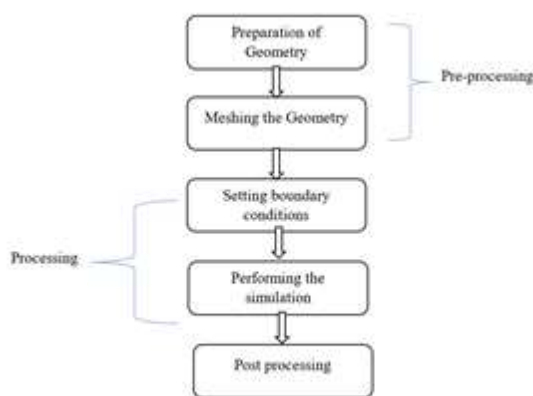 Preparation of
Geometry
Pre-processing
Meshing the Geometry
Setting boundary
conditions
Processing
Performing the
simulation
Post processing